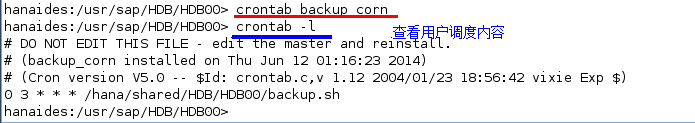 hanaides:/usr/sap/HDB/HDB00> crontab backup_corn
hanaides:/usr/sap/HDB/HDB00> crontab -l
查看用户调度内容
# DO NOT EDIT THIS FILE - edit the master and reinstall.
# (backup_corn installed on Thu Jun 12 01:16:23 2014)
# (Cron version V5.0 -- $Id: crontab.c,v 1.12 2004/01/23 18:56:42 vixie Exp $)
0 3 * * * /hana/shared/HDB/HDB00/backup.sh
hanaides:/usr/sap/HDB/HDB00>